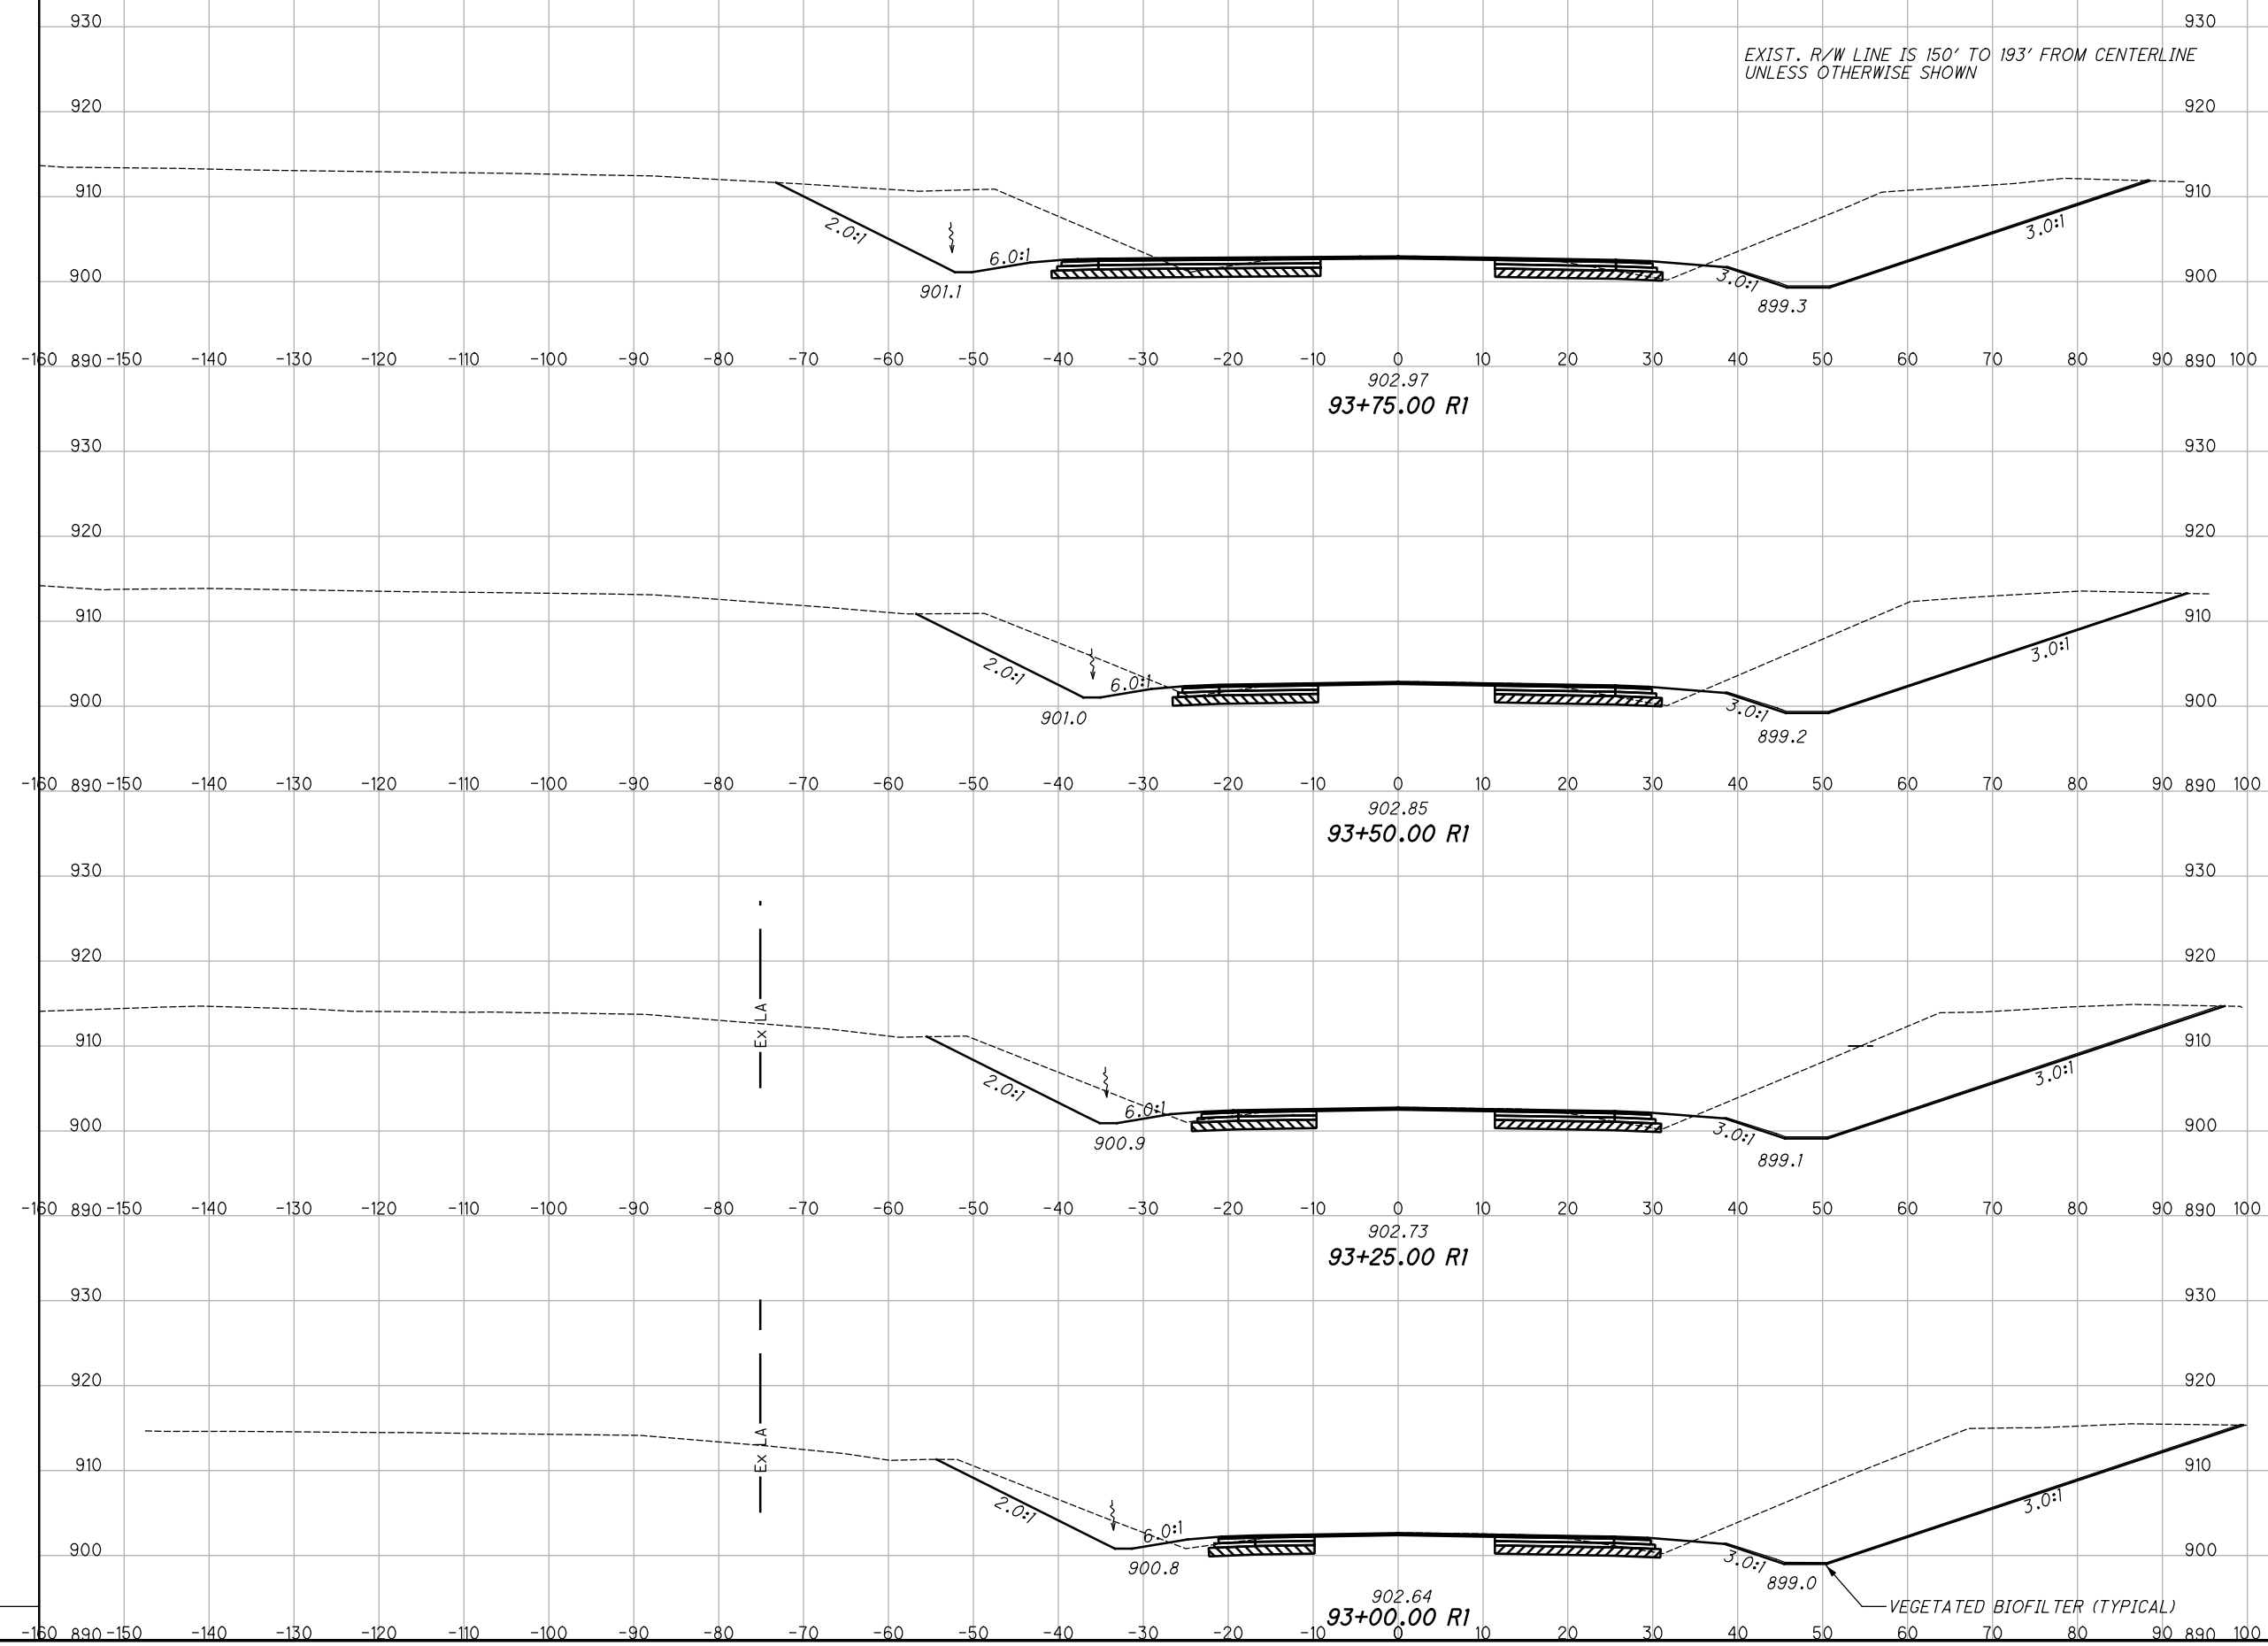 930 930
EXIST. R/W LINE IS 150' TO 193' FROM CENTERLINE
UNLESS OTHERWISE SHOWN
920 920
910 910
2.0:1 3.0:1
6.0:1
900 3.0:1 900
901.1 899.3
-160 890 -150 -140 -130 -120 -110 -100 -90 -80 -70 -60 -50 -40 -30 -20 -10 0 10 20 30 40 50 60 70 80 90 890 100
902.97
93+75.00 R1
930 930
920 920
910 910
2.0:1 3.0:1
6.0:1
900 3.0:1 900
901.0 899.2
-160 890 -150 -140 -130 -120 -110 -100 -90 -80 -70 -60 -50 -40 -30 -20 -10 0 10 20 30 40 50 60 70 80 90 890 100
902.85
93+50.00 R1
930 930
920 920
Ex LA
910 910
2.0:1 3.0:1
6.0:1
900 3.0:1 900
900.9 899.1
-160 890 -150 -140 -130 -120 -110 -100 -90 -80 -70 -60 -50 -40 -30 -20 -10 0 10 20 30 40 50 60 70 80 90 890 100
902.73
93+25.00 R1
930 930
920 920
Ex LA
910 910
2.0:1 3.0:1
6.0:1
900 3.0:1 900
900.8 899.0
902.64
VEGETATED BIOFILTER (TYPICAL)
93+00.00 R1
-160 890 -150 -140 -130 -120 -110 -100 -90 -80 -70 -60 -50 -40 -30 -20 -10 0 10 20 30 40 50 60 70 80 90 890 100